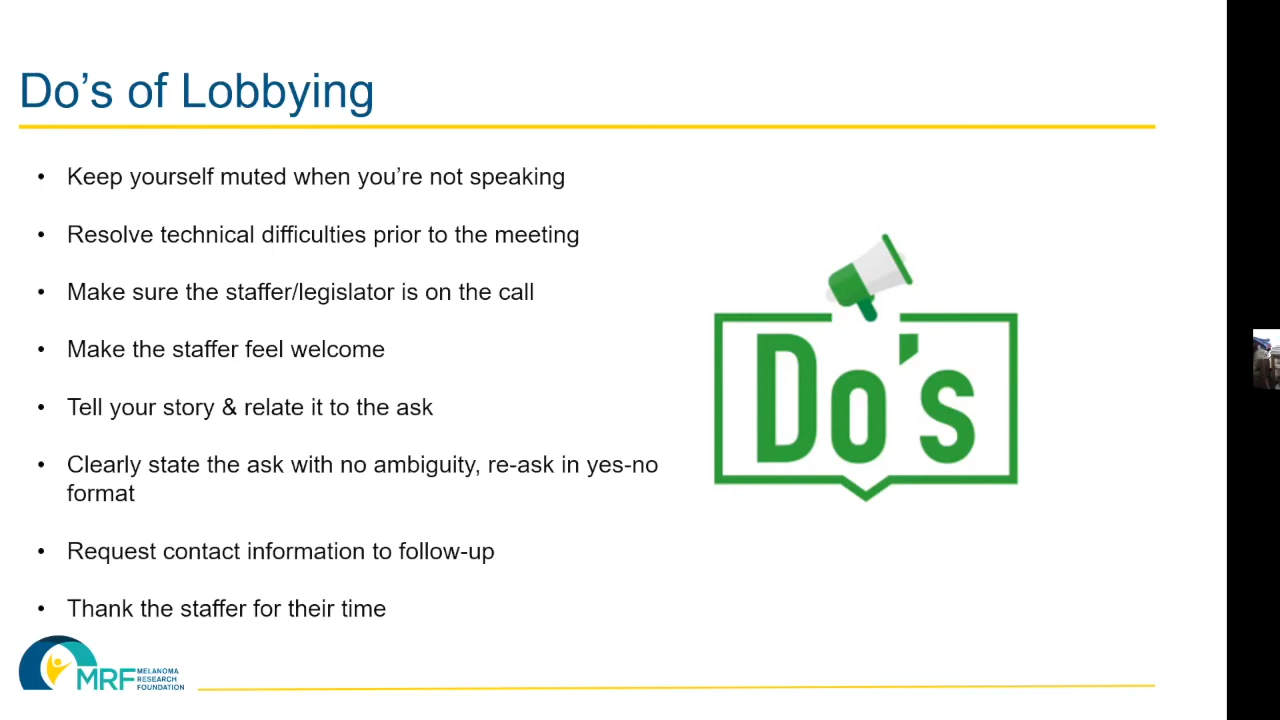 Do’s of Lobbying
• Keep yourself muted when you’re not speaking
• Resolve technical difficulties prior to the meeting
• Make sure the staffer/legislator is on the call
• Make the staffer feel welcome
• Tell your story & relate it to the ask
• Clearly state the ask with no ambiguity, re-ask in yes-no
format
• Request contact information to follow-up
• Thank the staffer for their time
Do's
MRF
MELANOMA
RESEARCH
FOUNDATION